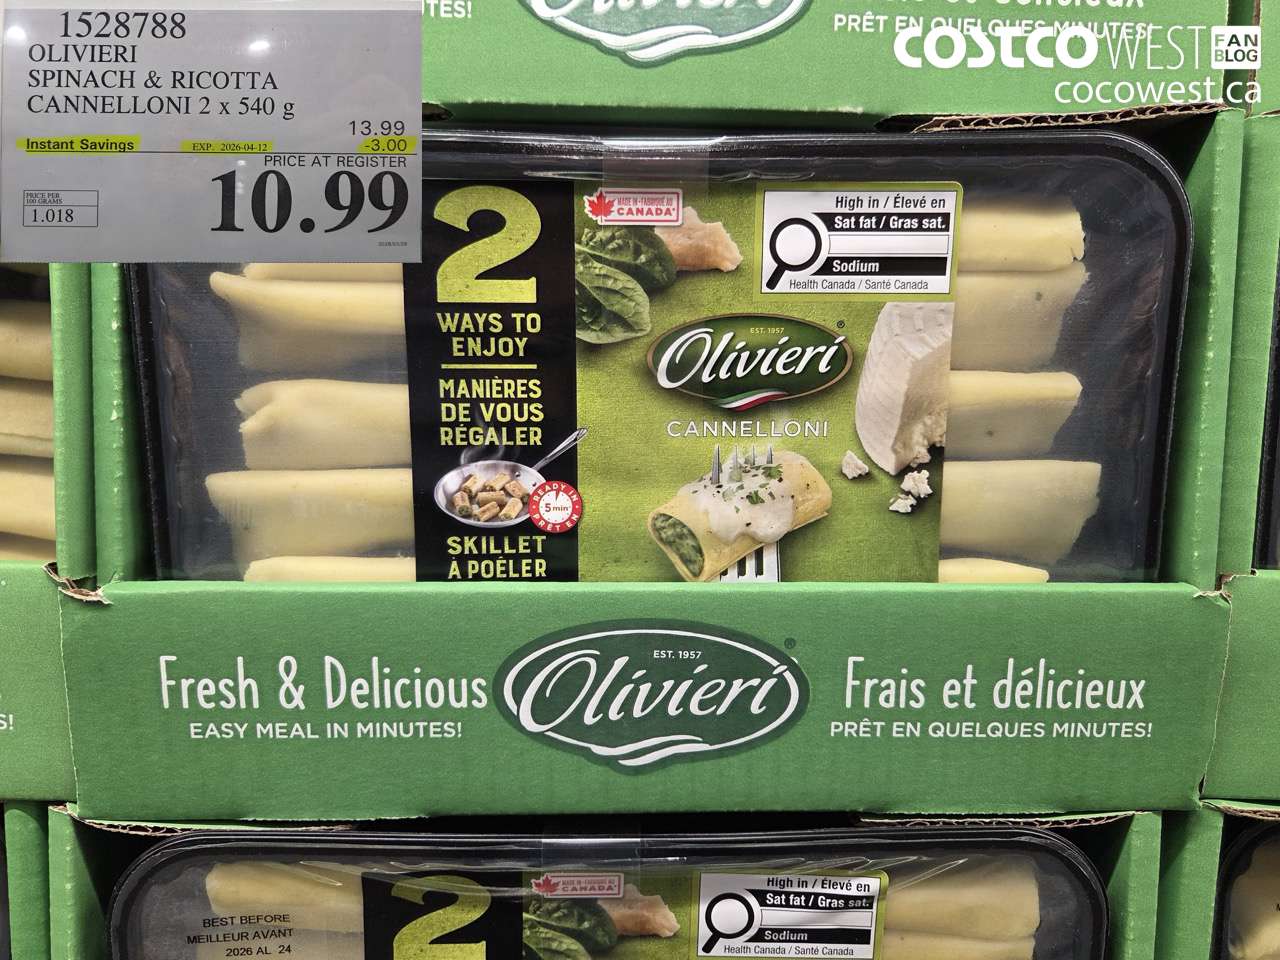 1528788
OLIVIERI
SPINACH & RICOTTA
CANNELLONI 2 x 540 g
13.99
Instant Savings EXP. 2026-04-12 -3.00
PRICE AT REGISTER
10.99
PRICE PER
100 GRAMS
1.018
TES!
PRÊT EN QUELQUES MINUTES!
COSTCO WEST FAN BLOG
cocowest.ca
2
WAYS TO
ENJOY
MANIÈRES
DE VOUS
RÉGALER
READY IN
5 min
PRÊT EN
SKILLET
À POÊLER
MADE IN - FABRIQUÉ AU
CANADA
High in / Élevé en
Sat fat / Gras sat.
Sodium
Health Canada / Santé Canada
EST. 1957
Olivieri®
CANNELLONI
S!
Fresh & Delicious
EASY MEAL IN MINUTES!
EST. 1957
Olivieri®
Frais et délicieux
PRÊT EN QUELQUES MINUTES!
BEST BEFORE
MEILLEUR AVANT
2026 AL 24
2
MADE IN - FABRIQUÉ AU
CANADA
High in / Élevé en
Sat fat / Gras sat.
Sodium
Health Canada / Santé Canada